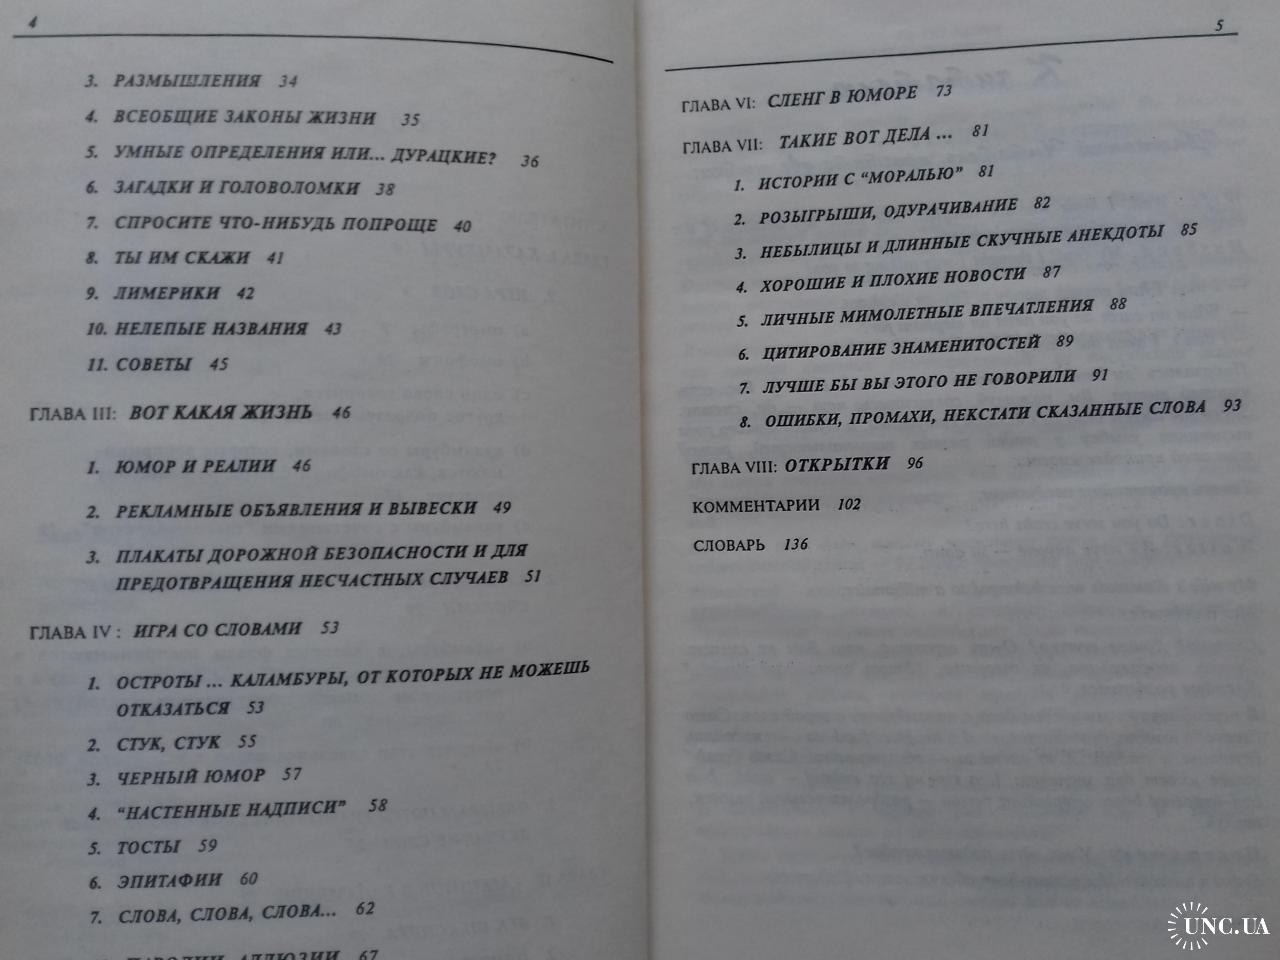 4
3. РАЗМЫШЛЕНИЯ 34
4. ВСЕОБЩИЕ ЗАКОНЫ ЖИЗНИ 35
5. УМНЫЕ ОПРЕДЕЛЕНИЯ ИЛИ... ДУРАЦКИЕ? 36
6. ЗАГАДКИ И ГОЛОВОЛОМКИ 38
7. СПРОСИТЕ ЧТО-НИБУДЬ ПОПРОЩЕ 40
8. ТЫ ИМ СКАЖИ 41
9. ЛИМЕРИКИ 42
10. НЕЛЕПЫЕ НАЗВАНИЯ 43
11. СОВЕТЫ 45
ГЛАВА III: ВОТ КАКАЯ ЖИЗНЬ 46
1. ЮМОР И РЕАЛИИ 46
2. РЕКЛАМНЫЕ ОБЪЯВЛЕНИЯ И ВЫВЕСКИ 49
3. ПЛАКАТЫ ДОРОЖНОЙ БЕЗОПАСНОСТИ И ДЛЯ
ПРЕДОТВРАЩЕНИЯ НЕСЧАСТНЫХ СЛУЧАЕВ 51
ГЛАВА IV : ИГРА СО СЛОВАМИ 53
1. ОСТРОТЫ ... КАЛАМБУРЫ, ОТ КОТОРЫХ НЕ МОЖЕШЬ
ОТКАЗАТЬСЯ 53
2. СТУК, СТУК 55
3. ЧЕРНЫЙ ЮМОР 57
4. “НАСТЕННЫЕ НАДПИСИ” 58
5. ТОСТЫ 59
6. ЭПИТАФИИ 60
7. СЛОВА, СЛОВА, СЛОВА... 62
ПАРОДИИ, АЛЛЮЗИИ 67
5
ГЛАВА VI: СЛЕНГ В ЮМОРЕ 73
ГЛАВА VII: ТАКИЕ ВОТ ДЕЛА ... 81
1. ИСТОРИИ С “МОРАЛЬЮ” 81
2. РОЗЫГРЫШИ, ОДУРАЧИВАНИЕ 82
3. НЕБЫЛИЦЫ И ДЛИННЫЕ СКУЧНЫЕ АНЕКДОТЫ 85
4. ХОРОШИЕ И ПЛОХИЕ НОВОСТИ 87
5. ЛИЧНЫЕ МИМОЛЕТНЫЕ ВПЕЧАТЛЕНИЯ 88
6. ЦИТИРОВАНИЕ ЗНАМЕНИТОСТЕЙ 89
7. ЛУЧШЕ БЫ ВЫ ЭТОГО НЕ ГОВОРИЛИ 91
8. ОШИБКИ, ПРОМАХИ, НЕКСТАТИ СКАЗАННЫЕ СЛОВА 93
ГЛАВА VIII: ОТКРЫТКИ 96
КОММЕНТАРИИ 102
СЛОВАРЬ 136
UNC.UA